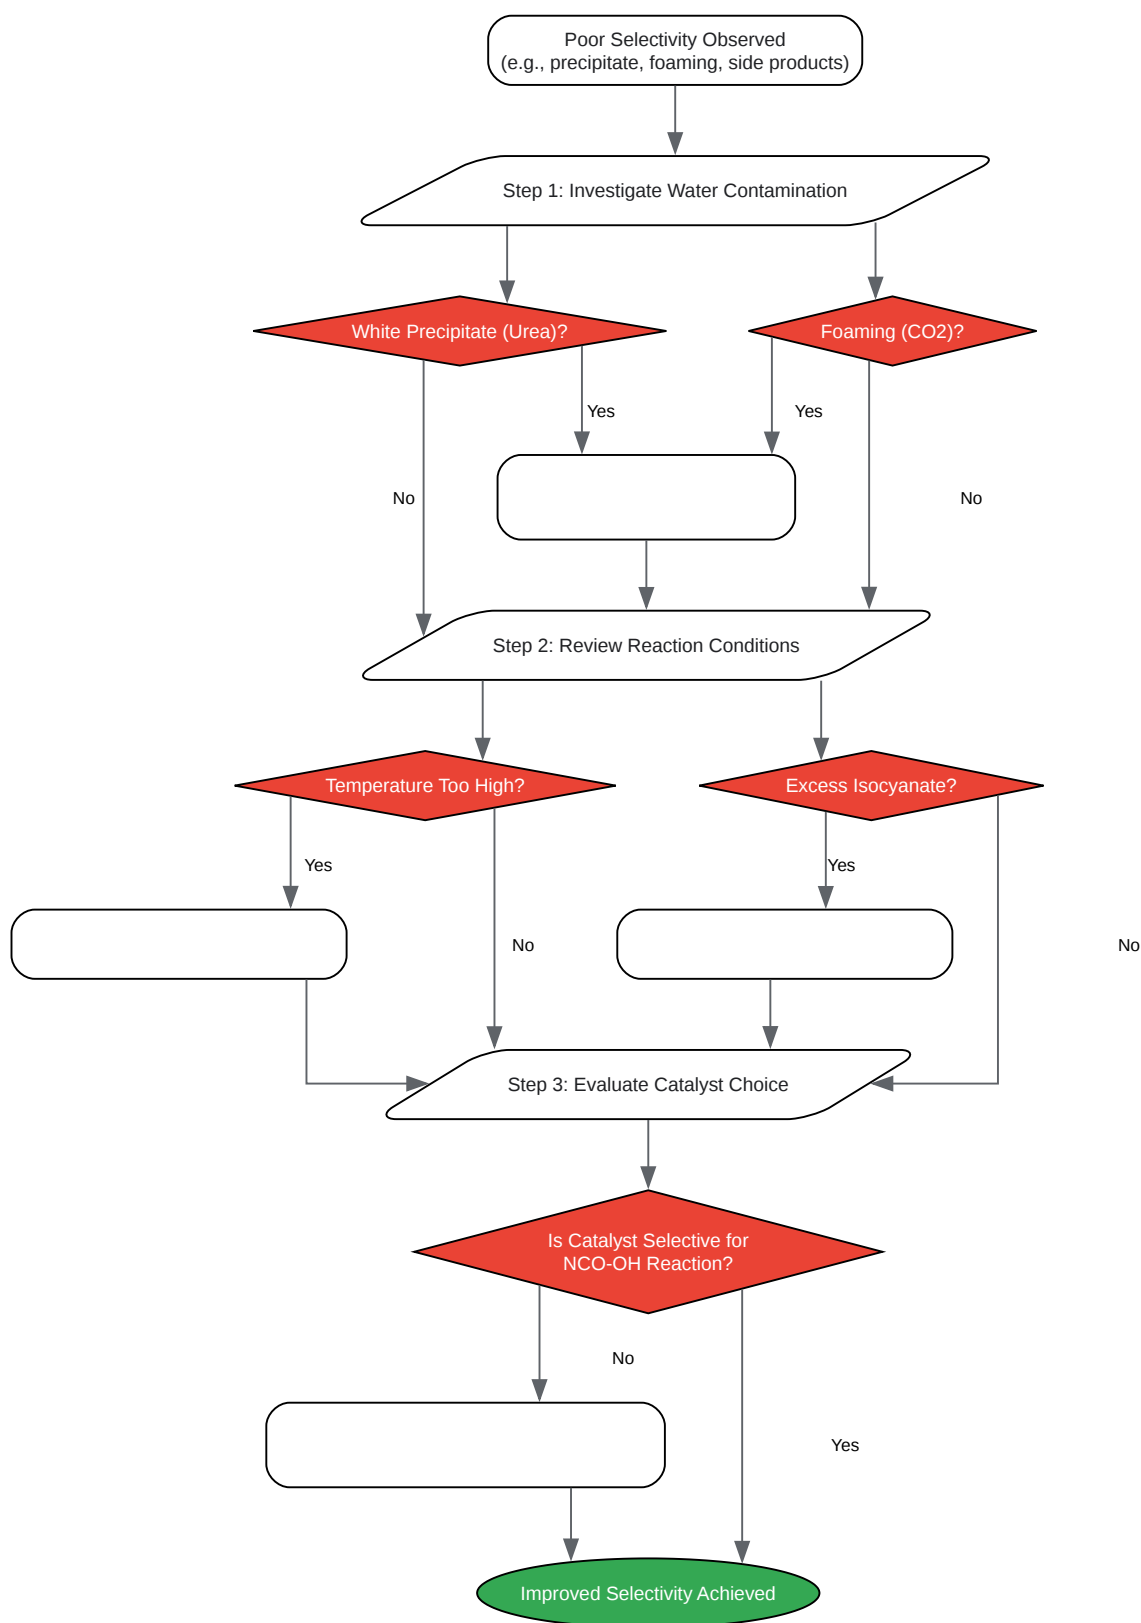 Poor Selectivity Observed
(e.g., precipitate, foaming, side products)
Step 1: Investigate Water Contamination
White Precipitate (Urea)?
Foaming (CO2)?
Yes
Yes
No
No
Step 2: Review Reaction Conditions
Temperature Too High?
Excess Isocyanate?
Yes
Yes
No
No
Step 3: Evaluate Catalyst Choice
Is Catalyst Selective for
NCO-OH Reaction?
No
Yes
Improved Selectivity Achieved